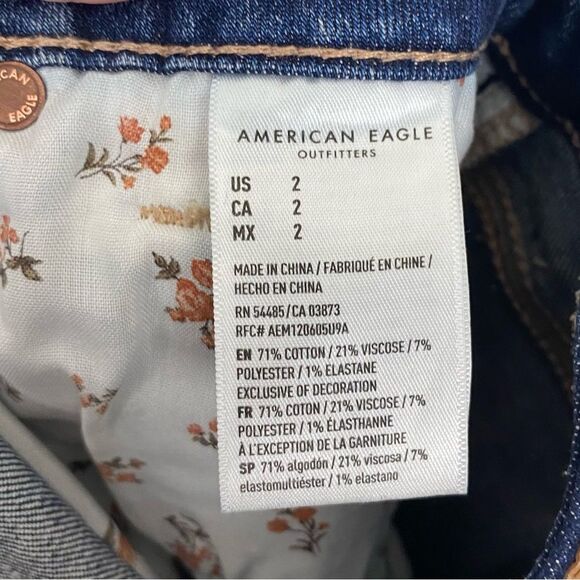 CAN
EAGLE
AMERICAN EAGLE
OUTFITTERS
US 2
CA 2
MX 2
MADE IN CHINA / FABRIQUÉ EN CHINE /
HECHO EN CHINA
RN 54485 / CA 03873
RFC# AEM120605U9A
EN 71% COTTON / 21% VISCOSE / 7%
POLYESTER / 1% ELASTANE
EXCLUSIVE OF DECORATION
FR 71% COTON / 21% VISCOSE / 7%
POLYESTER / 1% ÉLASTHANNE
À L'EXCEPTION DE LA GARNITURE
SP 71% algodón / 21% viscosa / 7%
elastomultiéster / 1% elastano